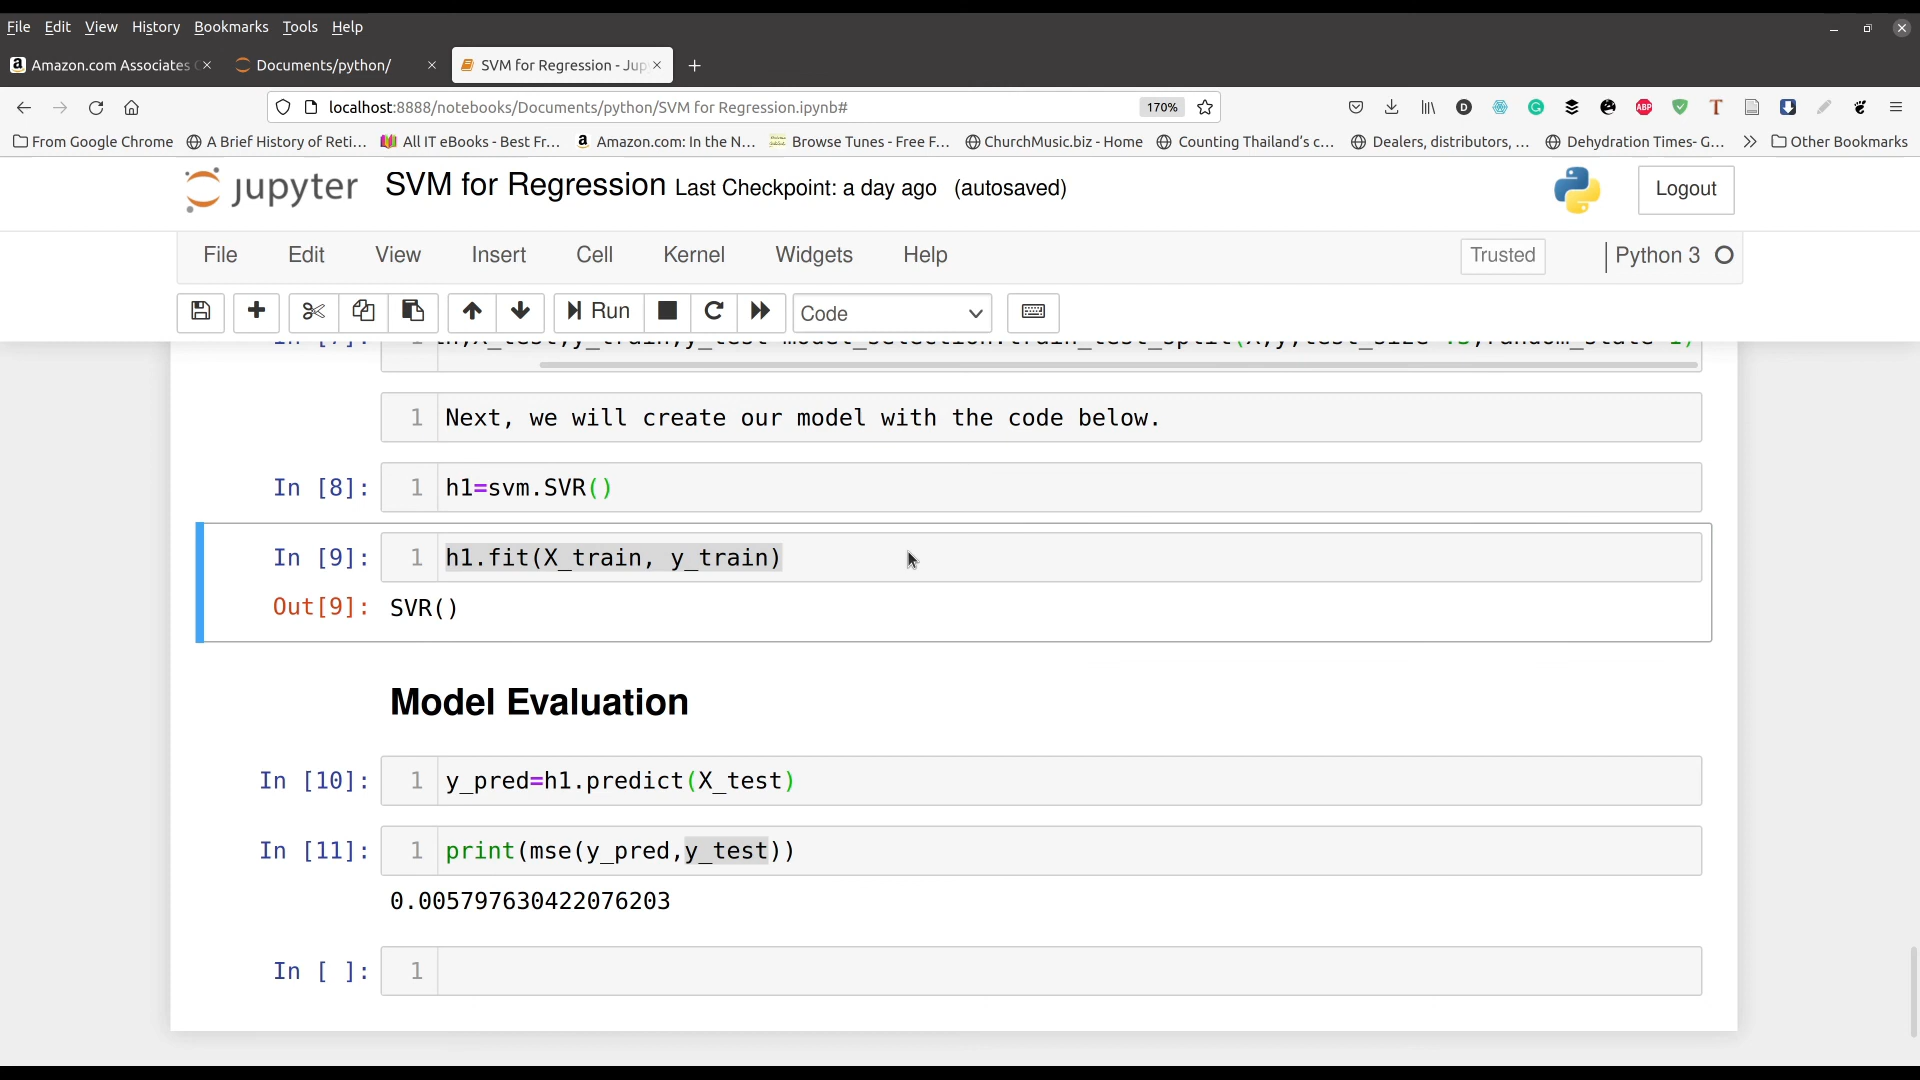 File Edit View History Bookmarks Tools Help
Amazon.com Associates
Documents/python/
SVM for Regression - Jup
localhost:8888/notebooks/Documents/python/SVM for Regression.ipynb#
170%
From Google Chrome
A Brief History of Reti...
All IT eBooks - Best Fr...
Amazon.com: In the N...
Browse Tunes - Free F...
ChurchMusic.biz - Home
Counting Thailand's c...
Dealers, distributors, ...
Dehydration Times- G...
Other Bookmarks
jupyter SVM for Regression Last Checkpoint: a day ago (autosaved)
Logout
File Edit View Insert Cell Kernel Widgets Help
Trusted
Python 3
Run
Code
1 Next, we will create our model with the code below.
In [8]: 1 h1=svm.SVR()
In [9]: 1 h1.fit(X_train, y_train)
Out[9]: SVR()
Model Evaluation
In [10]: 1 y_pred=h1.predict(X_test)
In [11]: 1 print(mse(y_pred,y_test))
0.005797630422076203
In [ ]: 1